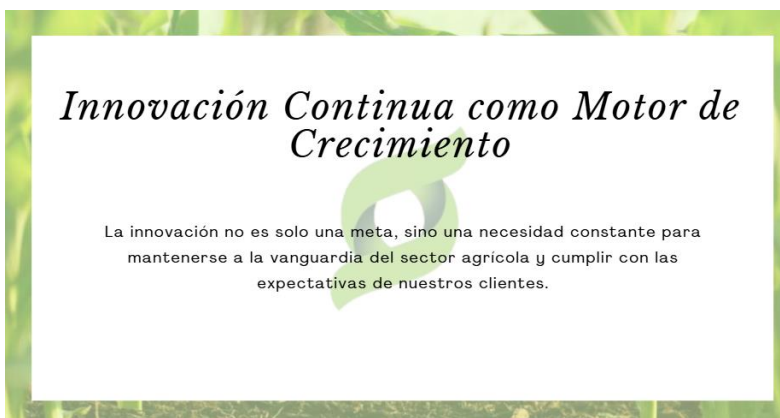 Innovación Continua como Motor de
Crecimiento
La innovación no es solo una meta, sino una necesidad constante para
mantenerse a la vanguardia del sector agrícola y cumplir con las
expectativas de nuestros clientes.